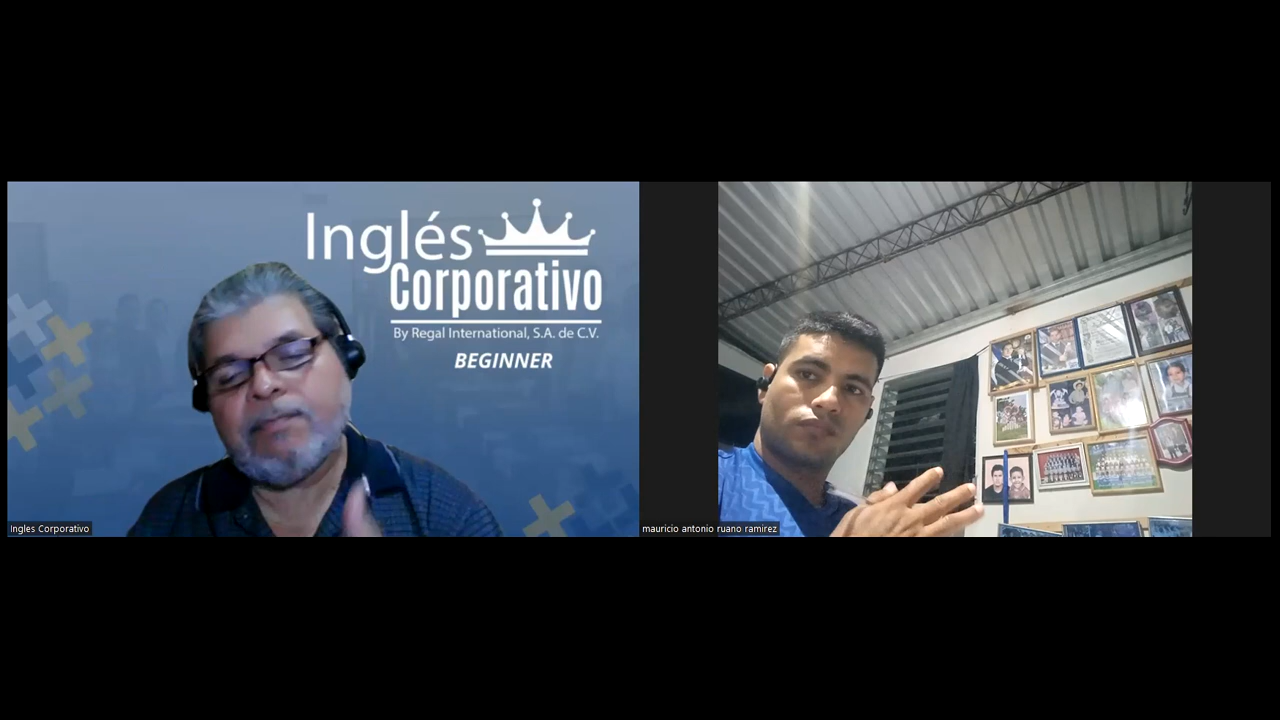 Inglés
Corporativo
By Regal International, S.A. de C.V.
BEGINNER
Ingles Corporativo
mauricio antonio ruano ramirez